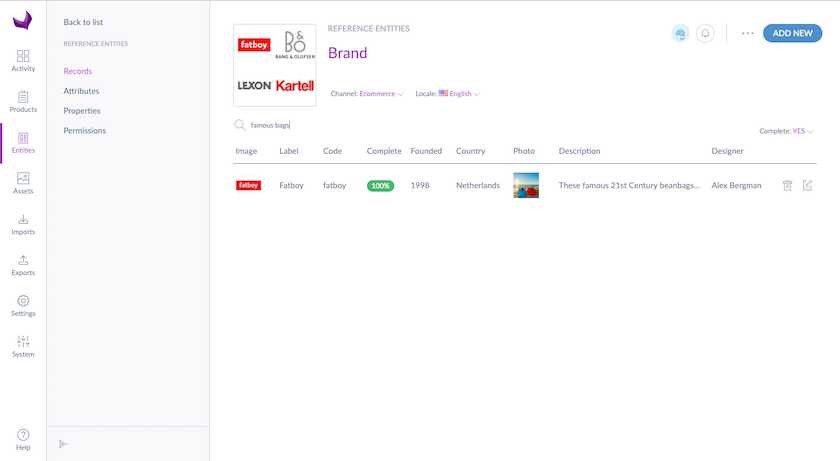 Back to list
REFERENCE ENTITIES
Records
Attributes
Properties
Permissions
Activity
Products
Entities
Assets
Imports
Exports
Settings
System
Help
fatboy
B&O
BANG & OLUFSEN
LEXON Kartell
REFERENCE ENTITIES
Brand
Channel: Ecommerce Locale: English
ADD NEW
famous bags
Complete: YES
Image Label Code Complete Founded Country Photo Description Designer
fatboy Fatboy fatboy 100% 1998 Netherlands These famous 21st Century beanbags... Alex Bergman